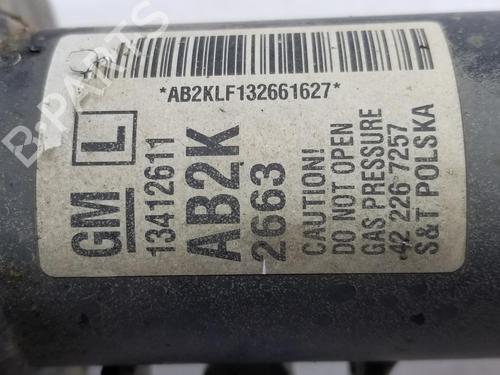 *AB2KLF132661627*
GM L
13412611
AB2K
2663
CAUTION!
DO NOT OPEN
GAS PRESSURE
42 226 7257
S&T POLSKA
B-PARTS